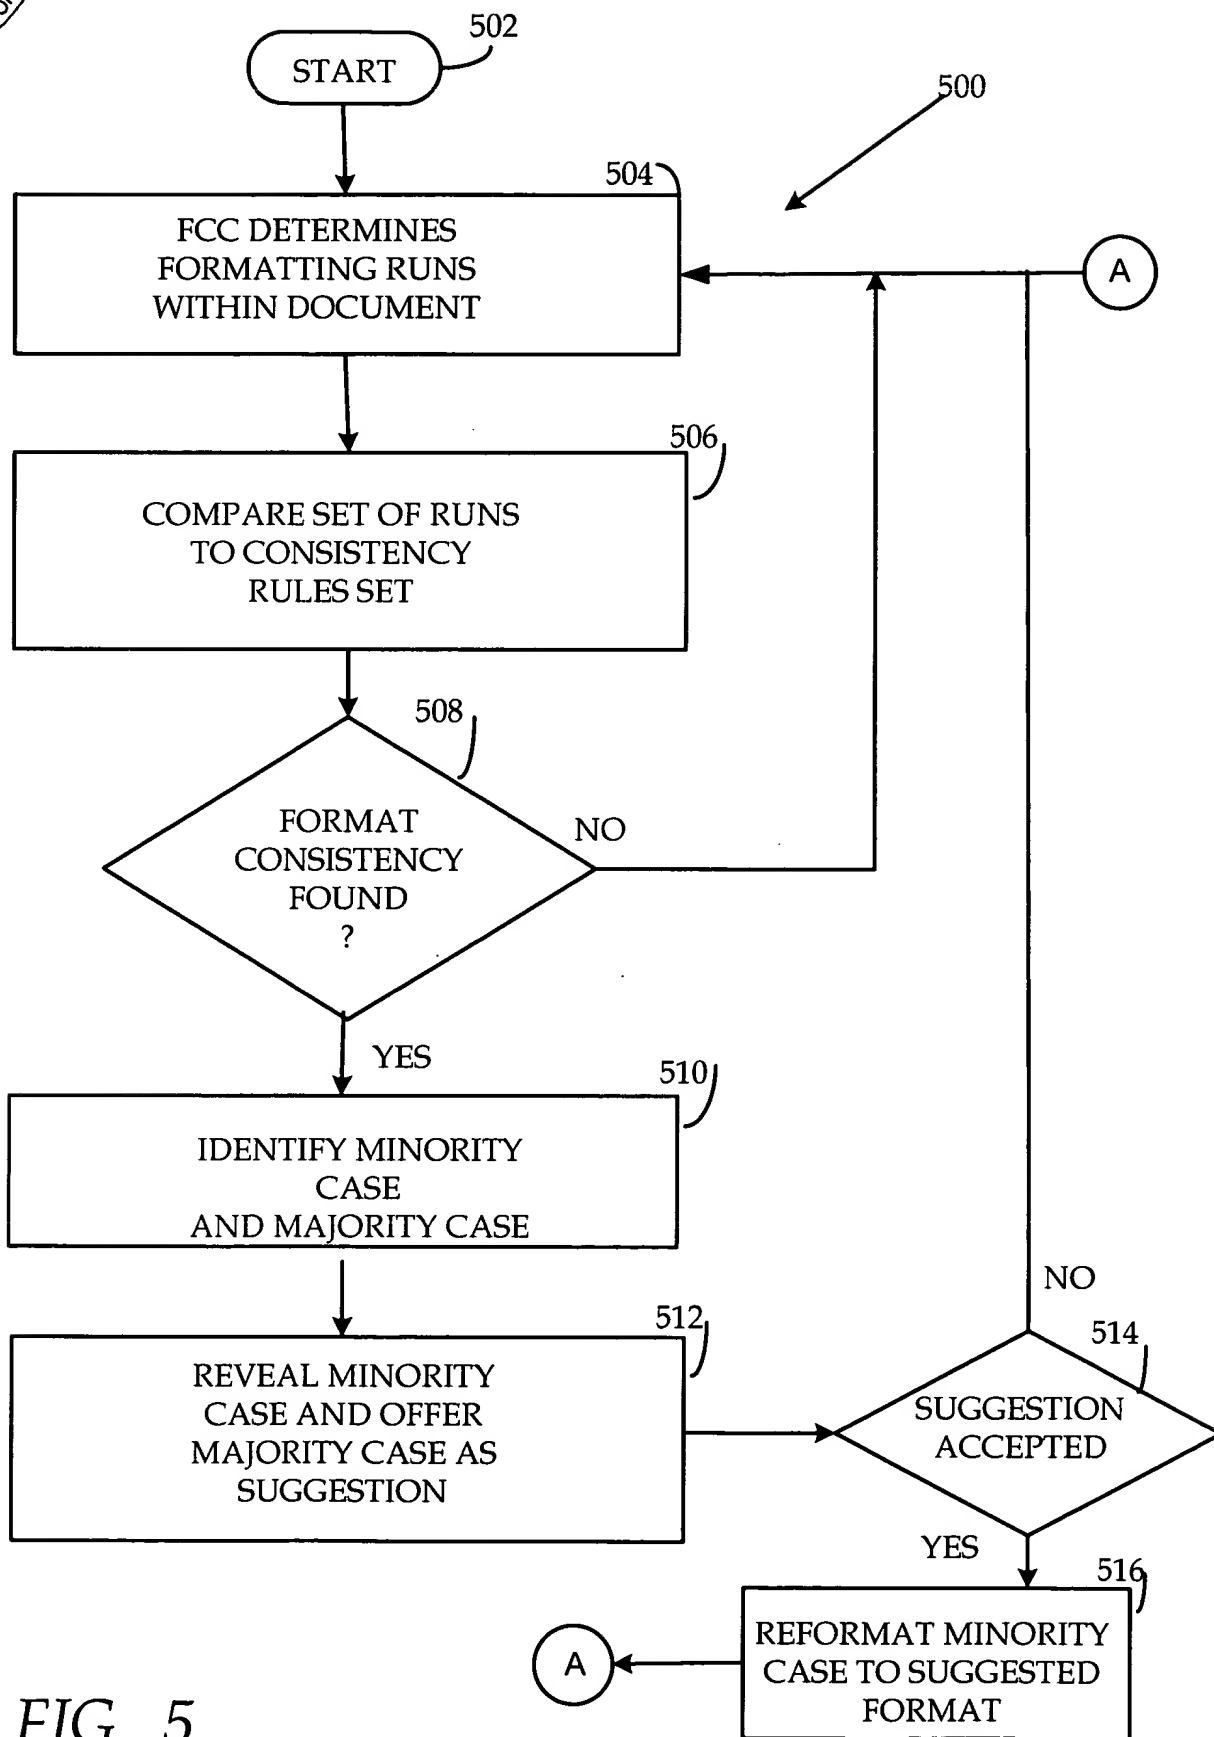 502
START
500
504
FCC DETERMINES
FORMATTING RUNS
WITHIN DOCUMENT
A
506
COMPARE SET OF RUNS
TO CONSISTENCY
RULES SET
508
FORMAT
CONSISTENCY
FOUND
?
NO
YES
510
IDENTIFY MINORITY
CASE
AND MAJORITY CASE
NO
512
REVEAL MINORITY
CASE AND OFFER
MAJORITY CASE AS
SUGGESTION
514
SUGGESTION
ACCEPTED
YES
516
REFORMAT MINORITY
CASE TO SUGGESTED
FORMAT
A
FIG. 5